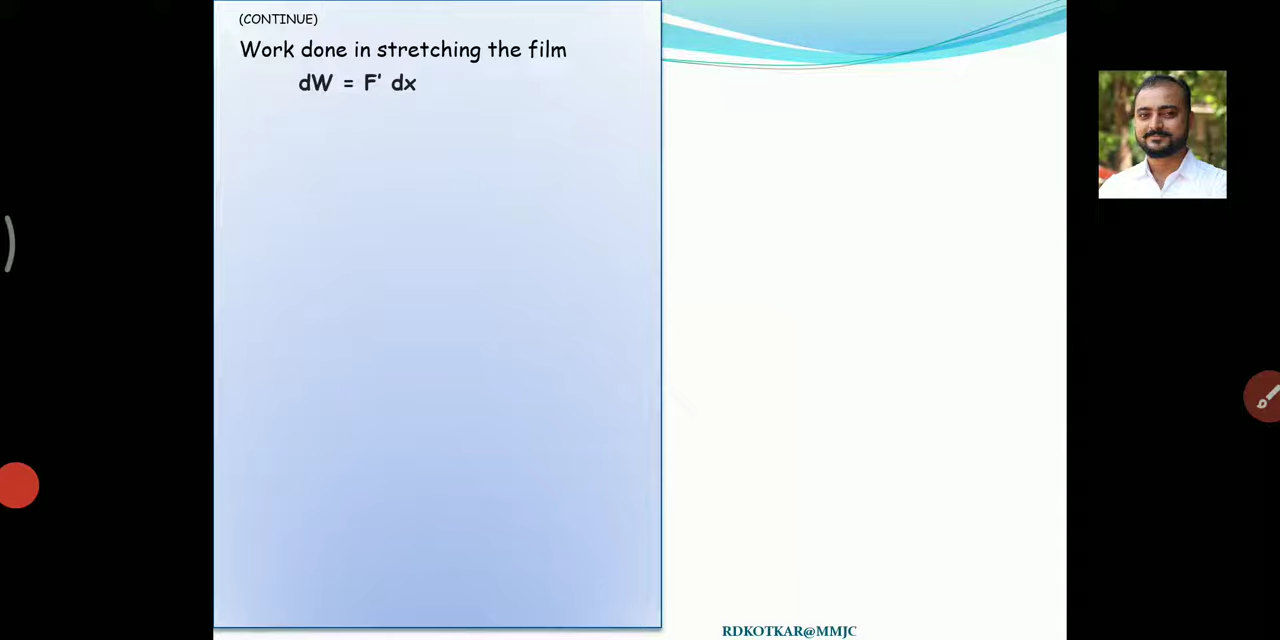 (CONTINUE)
Work done in stretching the film
dW = F' dx
RDKOTKAR@MMJC